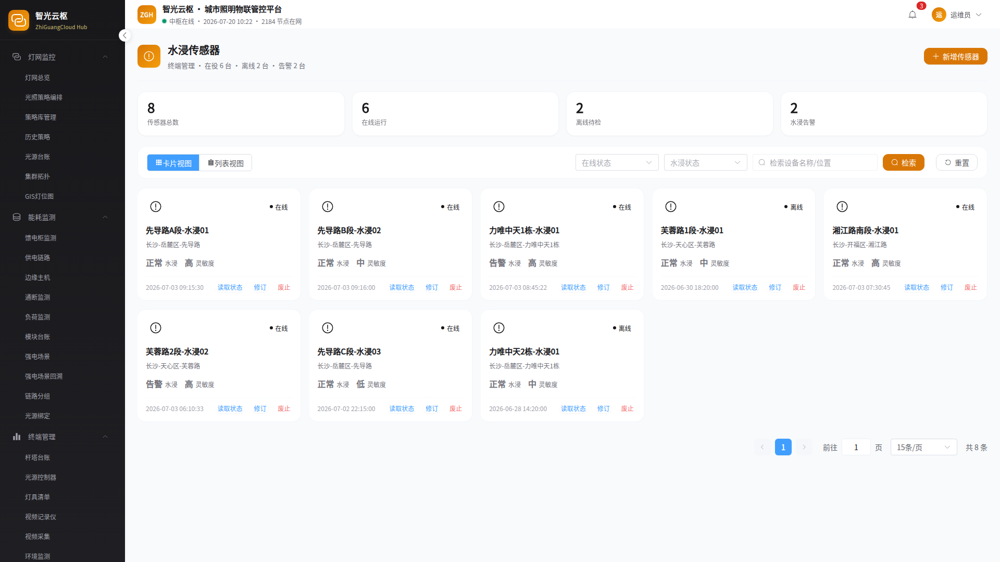 智光云枢
ZhiGuangCloud Hub
灯网监控
灯网总览
光照策略编排
策略库管理
历史策略
光源台账
集群拓扑
GIS灯位图
能耗监测
馈电柜监测
供电链路
边缘主机
通断监测
负荷监测
模块台账
强电场景
强电场景回溯
链路分组
光源绑定
终端管理
杆塔台账
光源控制器
灯具清单
视频记录仪
视频采集
环境监测
ZGH
智光云枢 • 城市照明物联管控平台
中枢在线 • 2026-07-20 10:22 • 2184 节点在网
3
运 运维员
水浸传感器
终端管理 • 在役 6 台 • 离线 2 台 • 告警 2 台
新增传感器
8
传感器总数
6
在线运行
2
离线待检
2
水浸告警
卡片视图 列表视图
在线状态 水浸状态 检索设备名称/位置 检索 重置
在线
先导路A段-水浸01
长沙-岳麓区-先导路
正常 水浸 高 灵敏度
2026-07-03 09:15:30 读取状态 修订 废止
在线
先导路B段-水浸02
长沙-岳麓区-先导路
正常 水浸 中 灵敏度
2026-07-03 09:16:00 读取状态 修订 废止
在线
力唯中天1栋-水浸01
长沙-岳麓区-力唯中天1栋
告警 水浸 高 灵敏度
2026-07-03 08:45:22 读取状态 修订 废止
离线
芙蓉路1段-水浸01
长沙-天心区-芙蓉路
正常 水浸 中 灵敏度
2026-06-30 18:20:00 读取状态 修订 废止
在线
湘江路南段-水浸01
长沙-开福区-湘江路
正常 水浸 高 灵敏度
2026-07-03 07:30:45 读取状态 修订 废止
在线
芙蓉路2段-水浸02
长沙-天心区-芙蓉路
告警 水浸 高 灵敏度
2026-07-03 06:10:33 读取状态 修订 废止
在线
先导路C段-水浸03
长沙-岳麓区-先导路
正常 水浸 低 灵敏度
2026-07-02 22:15:00 读取状态 修订 废止
离线
力唯中天2栋-水浸01
长沙-岳麓区-力唯中天1栋
正常 水浸 中 灵敏度
2026-06-28 14:20:00 读取状态 修订 废止
1 前往 1 页 15条/页 共 8 条